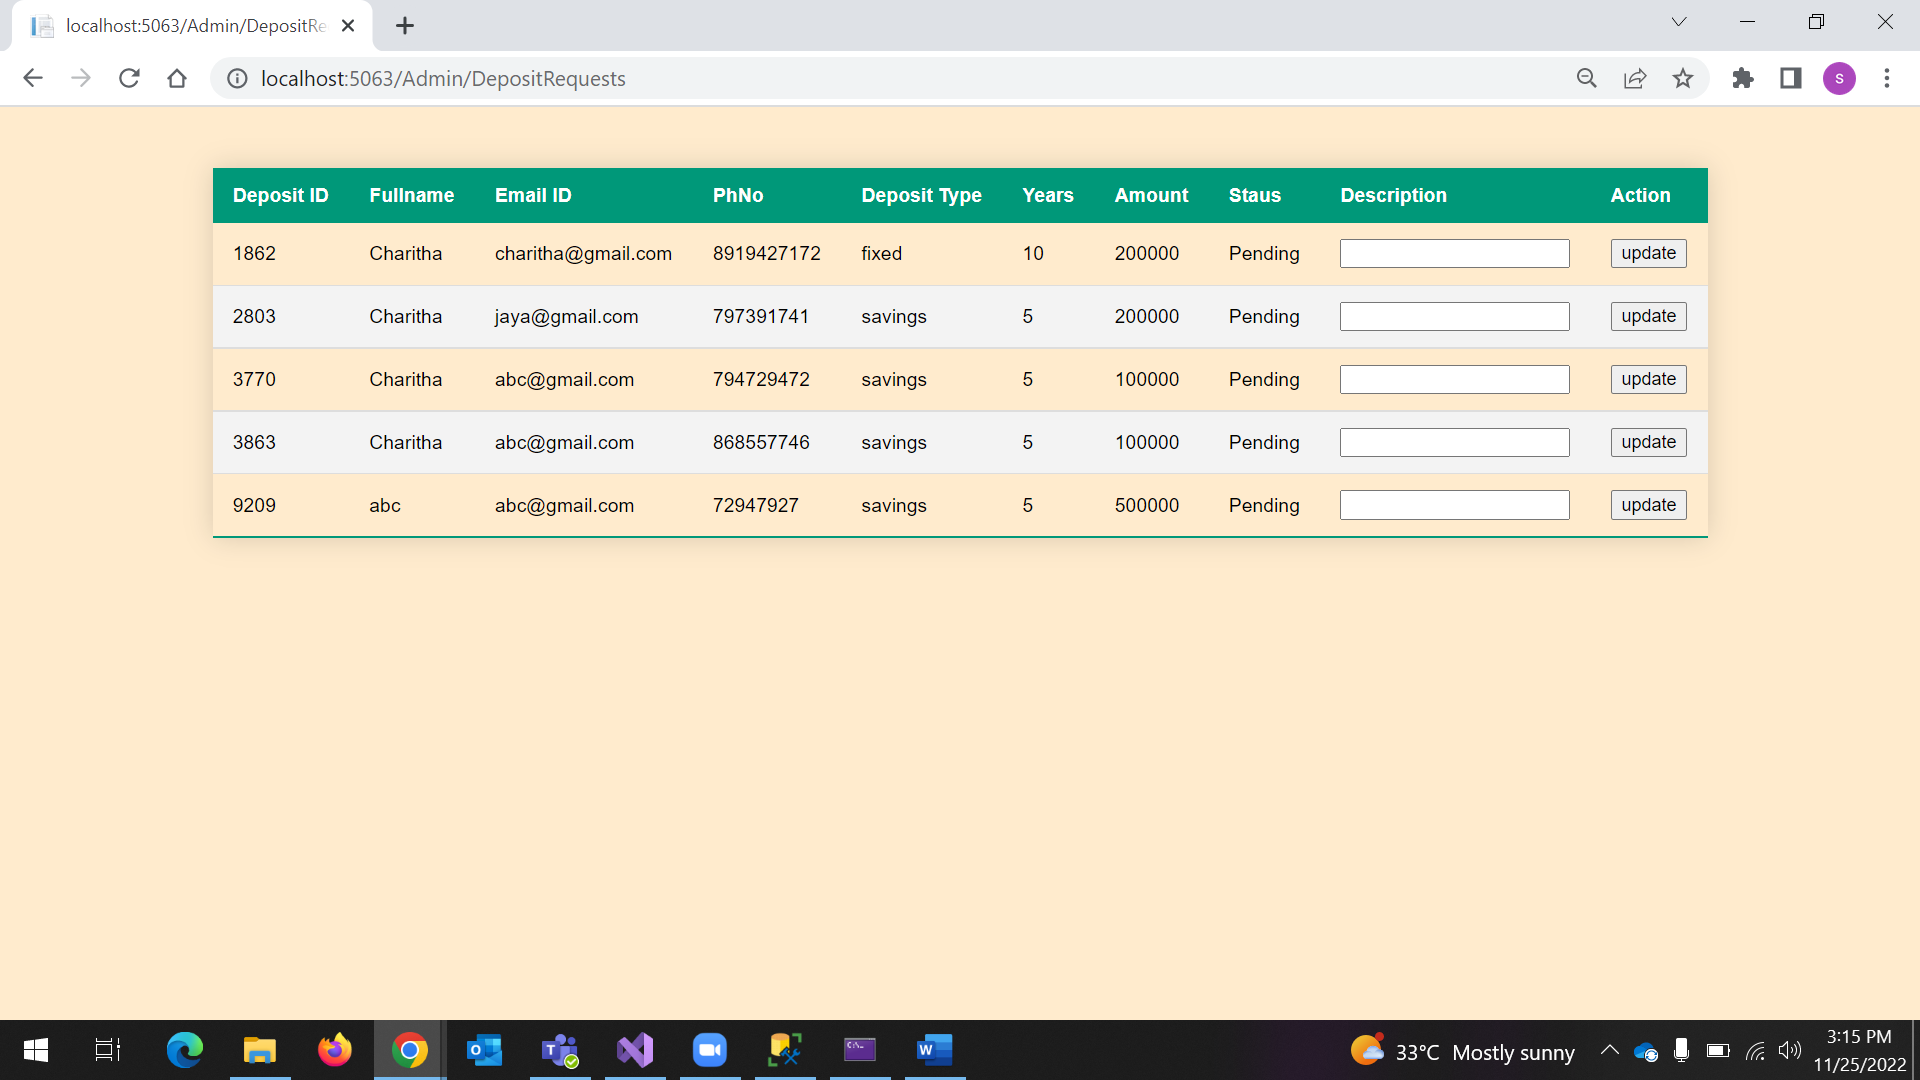 localhost:5063/Admin/DepositRe
localhost:5063/Admin/DepositRequests
S
Deposit ID Fullname Email ID PhNo Deposit Type Years Amount Staus Description Action
1862 Charitha charitha@gmail.com 8919427172 fixed 10 200000 Pending update
2803 Charitha jaya@gmail.com 797391741 savings 5 200000 Pending update
3770 Charitha abc@gmail.com 794729472 savings 5 100000 Pending update
3863 Charitha abc@gmail.com 868557746 savings 5 100000 Pending update
9209 abc abc@gmail.com 72947927 savings 5 500000 Pending update
33°C Mostly sunny
3:15 PM
11/25/2022